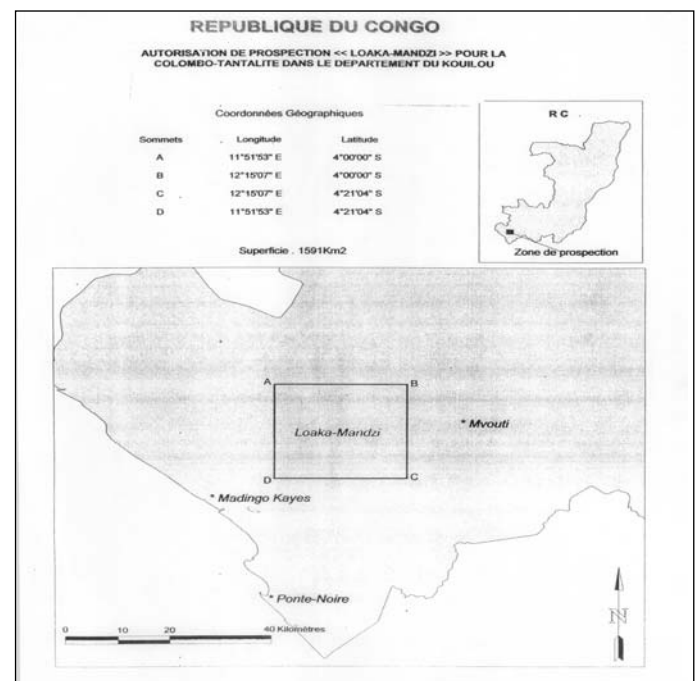 REPUBLIQUE DU CONGO
AUTORISATION DE PROSPECTION << LOAKA-MANDZI >> POUR LA
COLOMBO-TANTALITE DANS LE DEPARTEMENT DU KOUILOU
Coordonnées Géographiques
Sommets Longitude Latitude
A 11°51'53" E 4°00'00" S
B 12°15'07" E 4°00'00" S
C 12°15'07" E 4°21'04" S
D 11°51'53" E 4°21'04" S
Superficie . 1591Km2
R C
Zone de prospection
A
B
Loaka-Mandzi
* Mvouti
D
C
* Madingo Kayes
* Ponte-Noire
0 10 20 40 Kilomètres
N